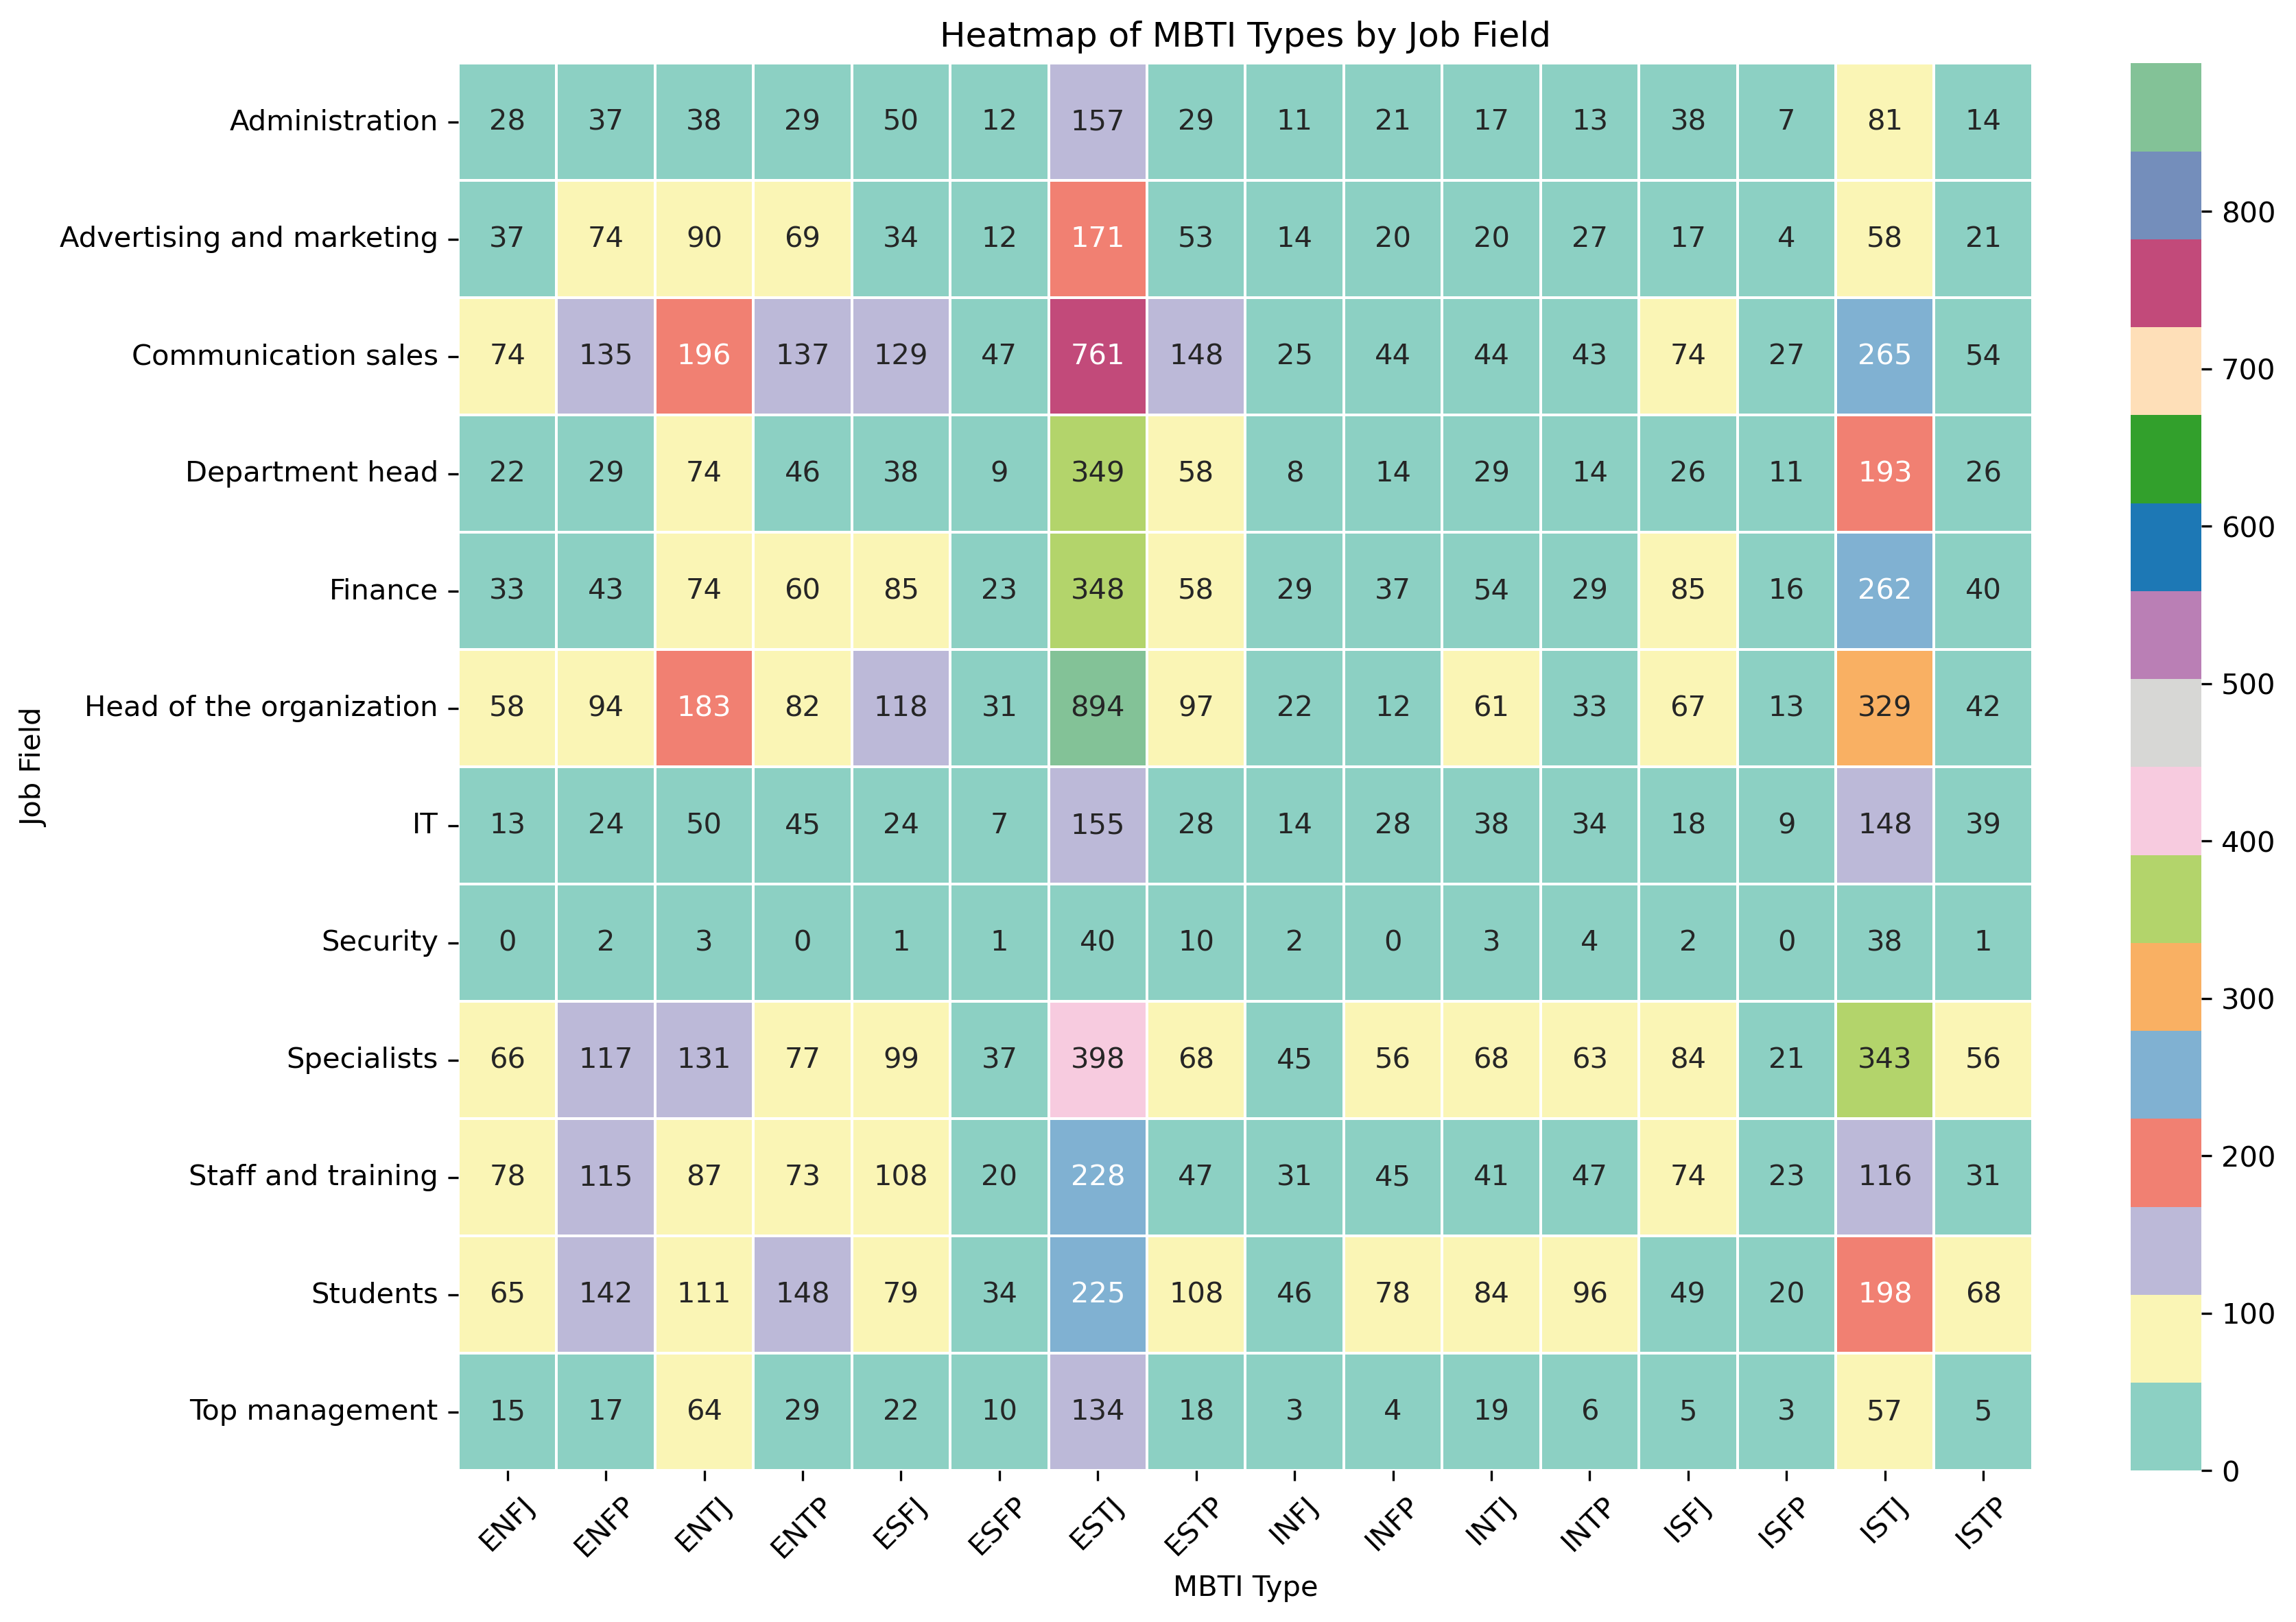 Heatmap of MBTI Types by Job Field
Administration 28 37 38 29 50 12 157 29 11 21 17 13 38 7 81 14
Advertising and marketing 37 74 90 69 34 12 171 53 14 20 20 27 17 4 58 21
Communication sales 74 135 196 137 129 47 761 148 25 44 44 43 74 27 265 54
Department head 22 29 74 46 38 9 349 58 8 14 29 14 26 11 193 26
Finance 33 43 74 60 85 23 348 58 29 37 54 29 85 16 262 40
Head of the organization 58 94 183 82 118 31 894 97 22 12 61 33 67 13 329 42
IT 13 24 50 45 24 7 155 28 14 28 38 34 18 9 148 39
Security 0 2 3 0 1 1 40 10 2 0 3 4 2 0 38 1
Specialists 66 117 131 77 99 37 398 68 45 56 68 63 84 21 343 56
Staff and training 78 115 87 73 108 20 228 47 31 45 41 47 74 23 116 31
Students 65 142 111 148 79 34 225 108 46 78 84 96 49 20 198 68
Top management 15 17 64 29 22 10 134 18 3 4 19 6 5 3 57 5
ENFJ ENFP ENTJ ENTP ESFJ ESFP ESTJ ESTP INFJ INFP INTJ INTP ISFJ ISFP ISTJ ISTP
MBTI Type
Job Field
800
700
600
500
400
300
200
100
0